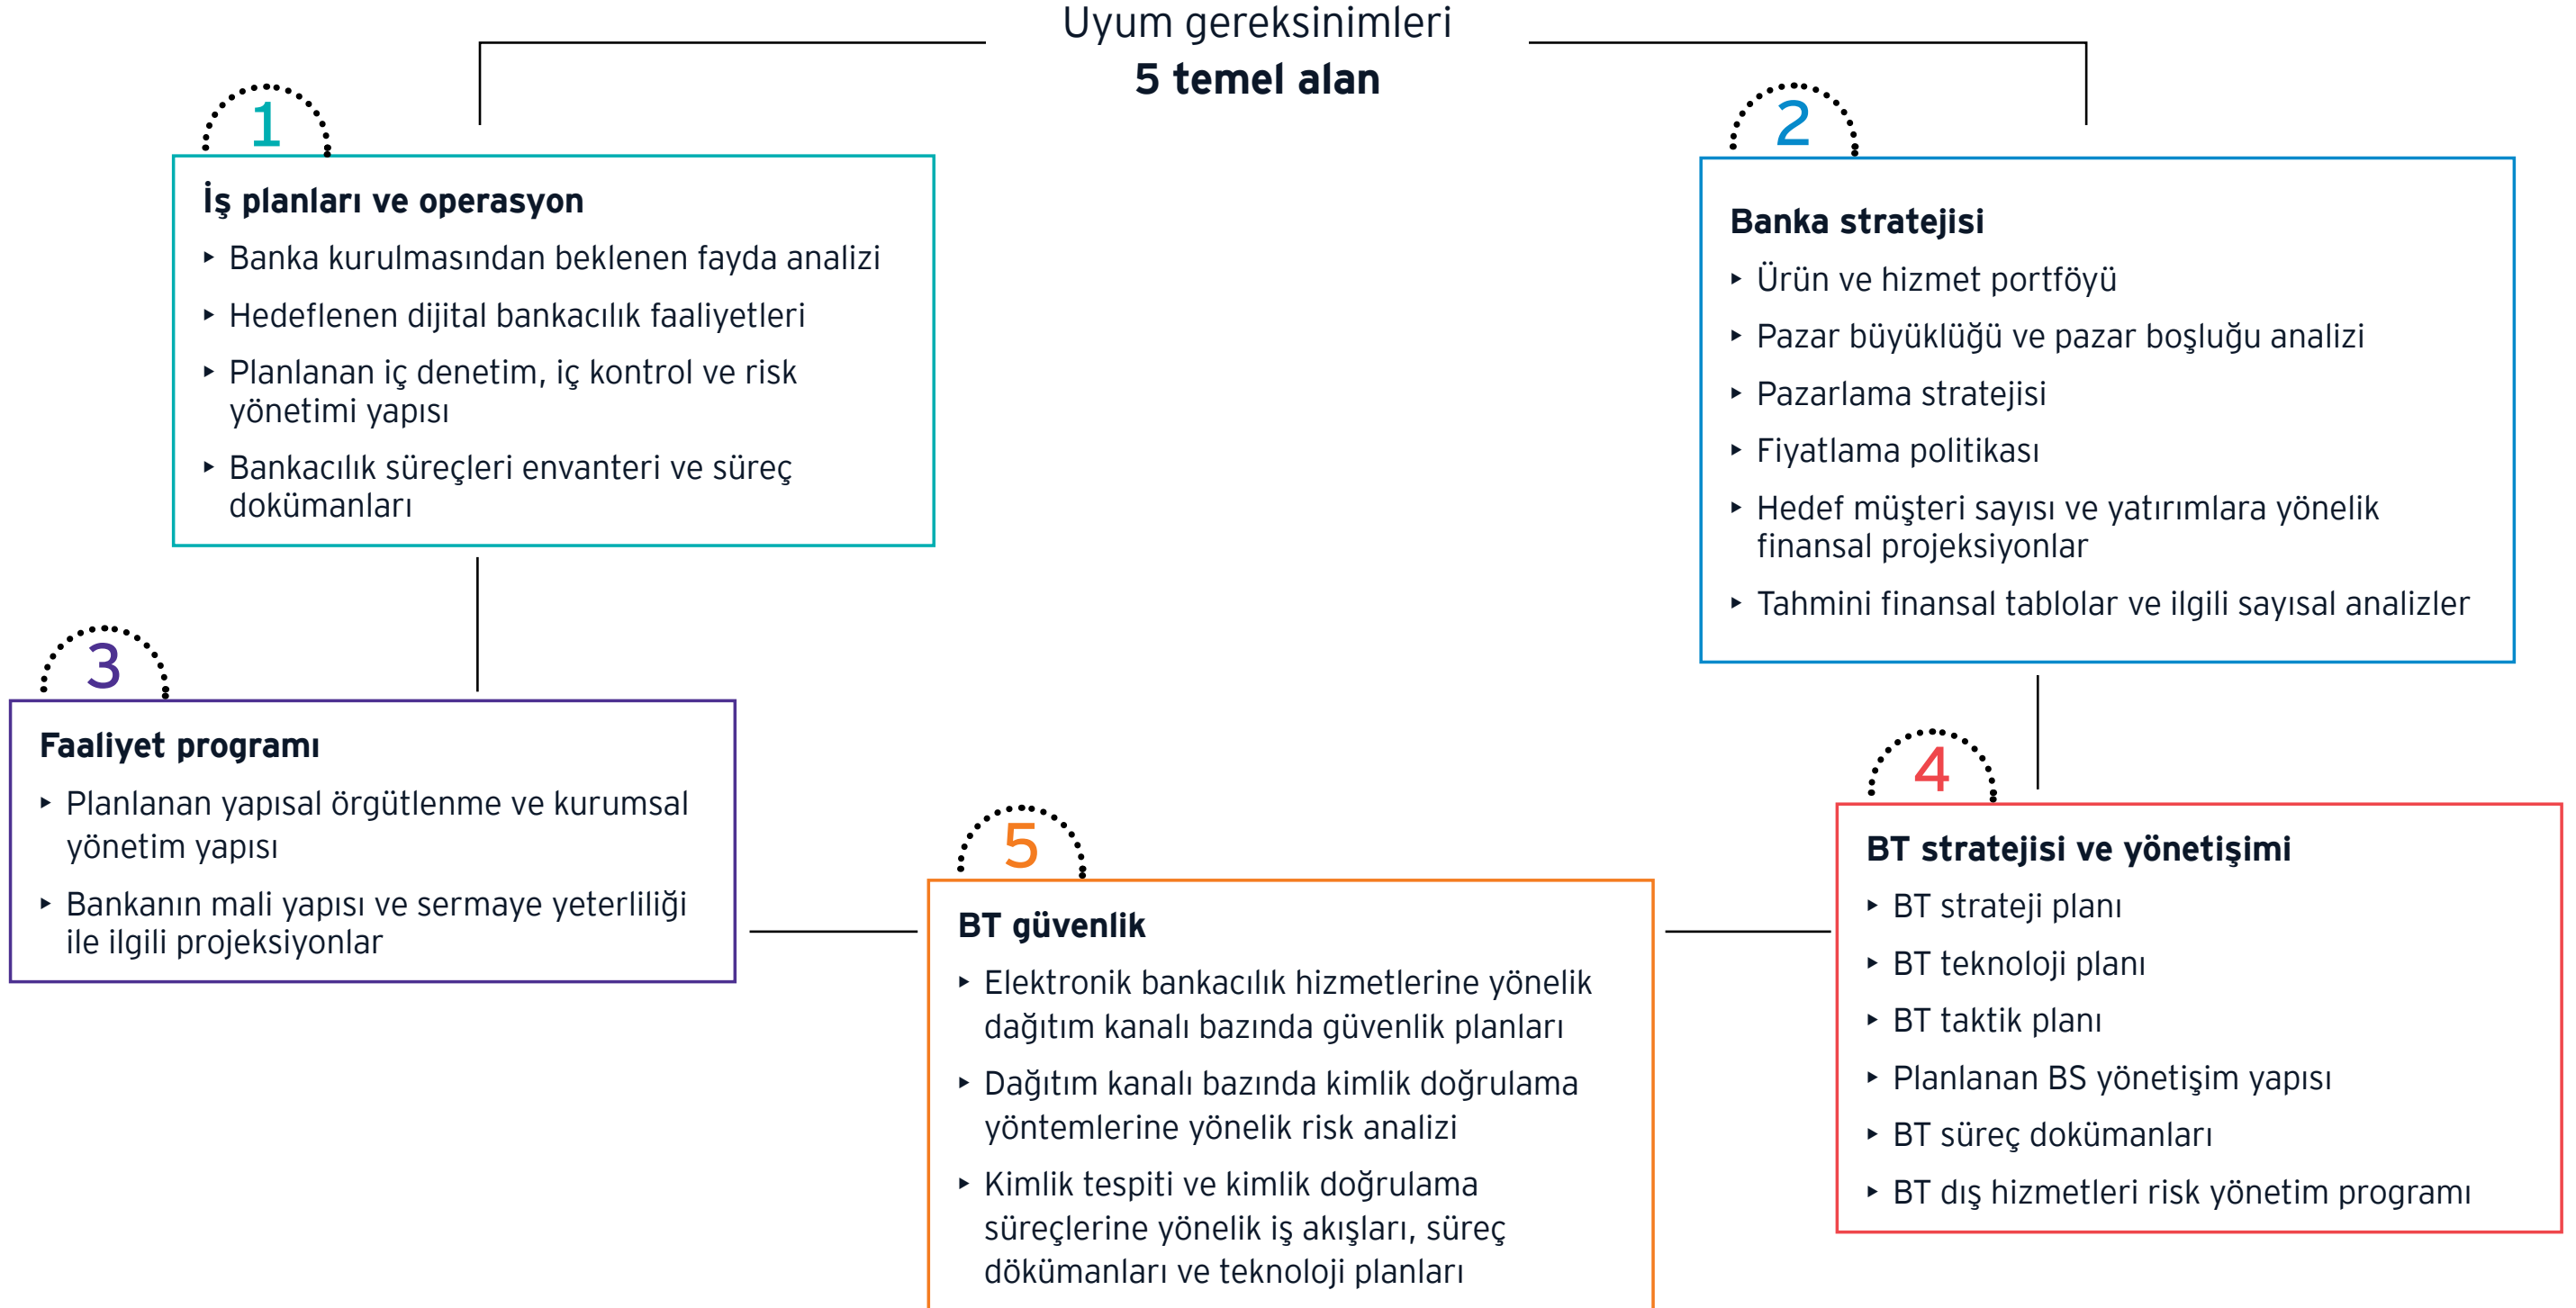 Uyum gereksinimleri
5 temel alan
1
İş planları ve operasyon
‣ Banka kurulmasından beklenen fayda analizi
‣ Hedeflenen dijital bankacılık faaliyetleri
‣ Planlanan iç denetim, iç kontrol ve risk
yönetimi yapısı
‣ Bankacılık süreçleri envanteri ve süreç
dokümanları
2
Banka stratejisi
‣ Ürün ve hizmet portföyü
‣ Pazar büyüklüğü ve pazar boşluğu analizi
‣ Pazarlama stratejisi
‣ Fiyatlama politikası
‣ Hedef müşteri sayısı ve yatırımlara yönelik
finansal projeksiyonlar
‣ Tahmini finansal tablolar ve ilgili sayısal analizler
3
Faaliyet programı
‣ Planlanan yapısal örgütlenme ve kurumsal
yönetim yapısı
‣ Bankanın mali yapısı ve sermaye yeterliliği
ile ilgili projeksiyonlar
4
BT stratejisi ve yönetişimi
‣ BT strateji planı
‣ BT teknoloji planı
‣ BT taktik planı
‣ Planlanan BS yönetişim yapısı
‣ BT süreç dokümanları
‣ BT dış hizmetleri risk yönetim programı
5
BT güvenlik
‣ Elektronik bankacılık hizmetlerine yönelik
dağıtım kanalı bazında güvenlik planları
‣ Dağıtım kanalı bazında kimlik doğrulama
yöntemlerine yönelik risk analizi
‣ Kimlik tespiti ve kimlik doğrulama
süreçlerine yönelik iş akışları, süreç
dökümanları ve teknoloji planları